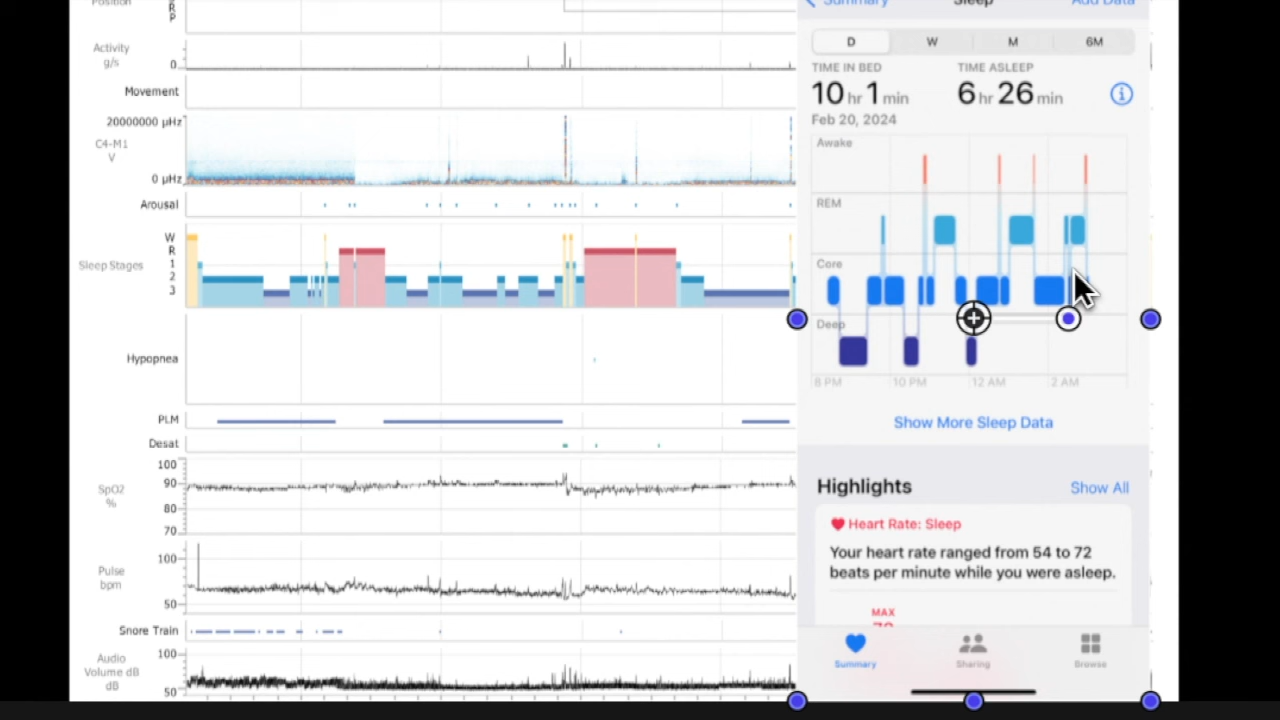 Position
R
P
Activity
g/s
0
Movement
20000000 µHz
C4-M1
V
0 µHz
Arousal
Sleep Stages
W
R
1
2
3
Hypopnea
PLM
Desat
SpO2
%
100
90
80
70
Pulse
bpm
100
50
Snore Train
Audio
Volume dB
dB
100
50
Summary
Sleep
Add Data
D
W
M
6M
TIME IN BED
TIME ASLEEP
10 hr 1 min
6 hr 26 min
Feb 20, 2024
Awake
REM
Core
Deep
8 PM
10 PM
12 AM
2 AM
Show More Sleep Data
Highlights
Show All
Heart Rate: Sleep
Your heart rate ranged from 54 to 72
beats per minute while you were asleep.
MAX
Summary
Sharing
Browse